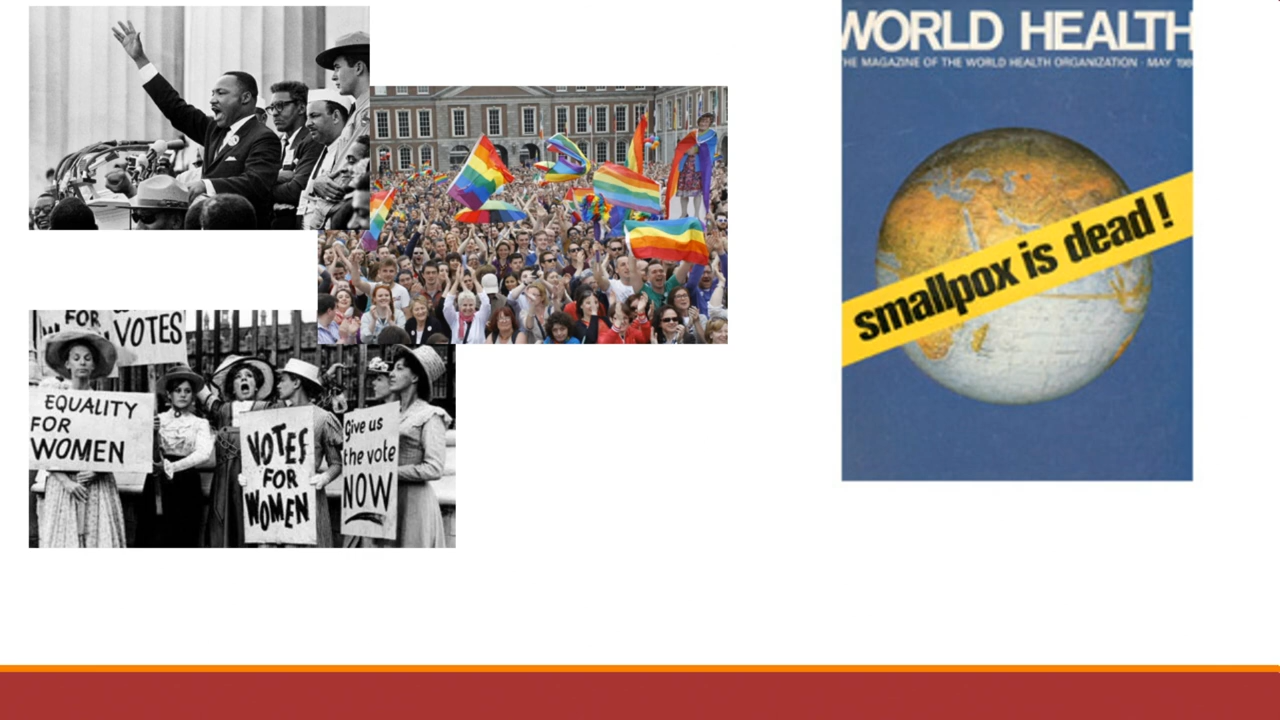 WORLD HEALTH
THE MAGAZINE OF THE WORLD HEALTH ORGANIZATION · MAY
smallpox is dead!
FOR
VOTES
EQUALITY
FOR
WOMEN
VOTES
FOR
WOMEN
Give us
the vote
NOW